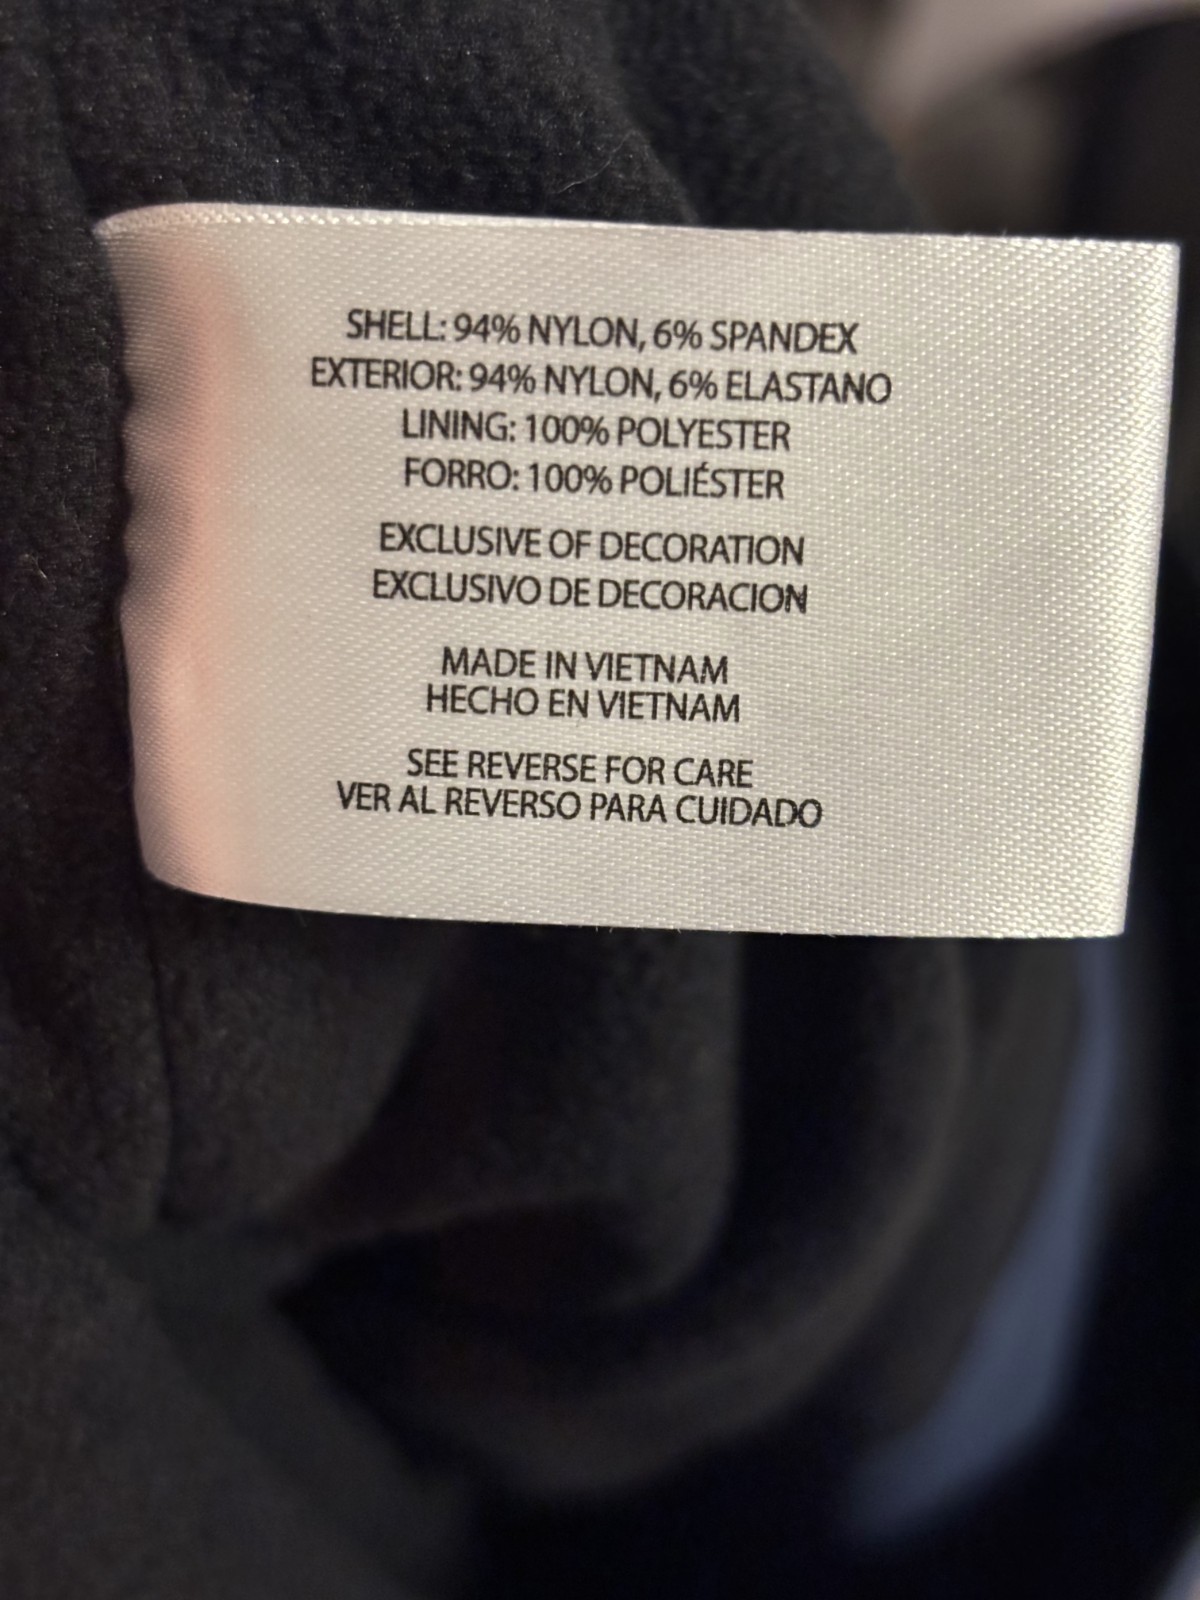 SHELL: 94% NYLON, 6% SPANDEX
EXTERIOR: 94% NYLON, 6% ELASTANO
LINING: 100% POLYESTER
FORRO: 100% POLIÉSTER
EXCLUSIVE OF DECORATION
EXCLUSIVO DE DECORACION
MADE IN VIETNAM
HECHO EN VIETNAM
SEE REVERSE FOR CARE
VER AL REVERSO PARA CUIDADO